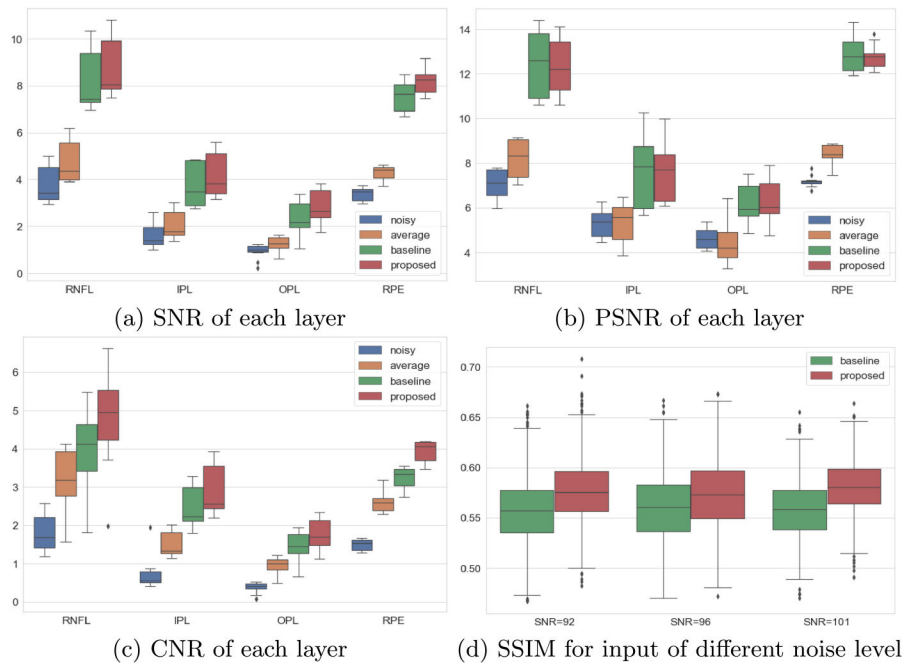 10
8
6
4
2
0
noisy
average
baseline
proposed
RNFL
IPL
OPL
RPE
(a) SNR of each layer
14
12
10
8
6
4
noisy
average
baseline
proposed
RNFL
IPL
OPL
RPE
(b) PSNR of each layer
6
5
4
3
2
1
0
noisy
average
baseline
proposed
RNFL
IPL
OPL
RPE
(c) CNR of each layer
0.70
0.65
0.60
0.55
0.50
baseline
proposed
SNR=92
SNR=96
SNR=101
(d) SSIM for input of different noise level